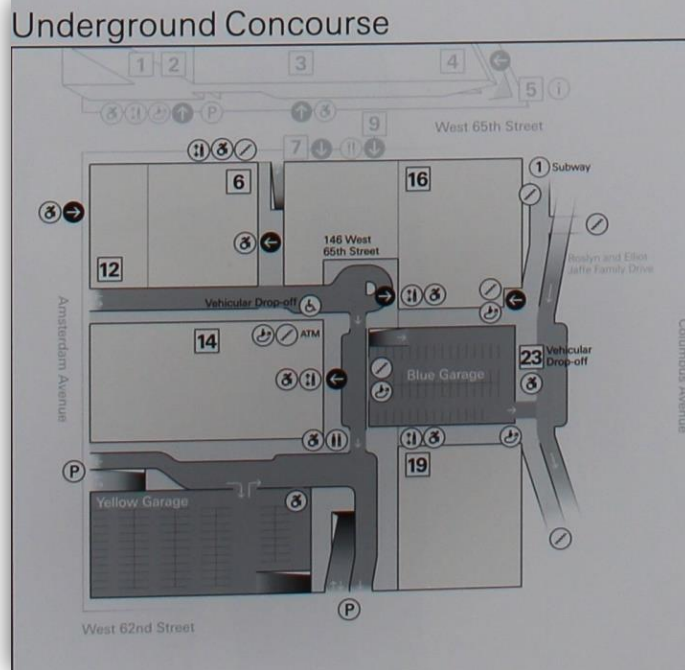 Underground Concourse
1 2 3 4
5 i
P
9
West 65th Street
7
6
16
1 Subway
146 West
65th Street
12
Roslyn and Elliot
Jaffe Family Drive
Vehicular Drop-off
Amsterdam Avenue
14
ATM
Blue Garage
23 Vehicular
Drop-off
Columbus Avenue
P
19
Yellow Garage
P
West 62nd Street